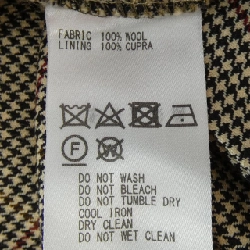 FABRIC 100% WOOL
LINING 100% CUPRA
F W
DO NOT WASH
DO NOT BLEACH
DO NOT TUMBLE DRY
COOL IRON
DRY CLEAN
DO NOT WET CLEAN